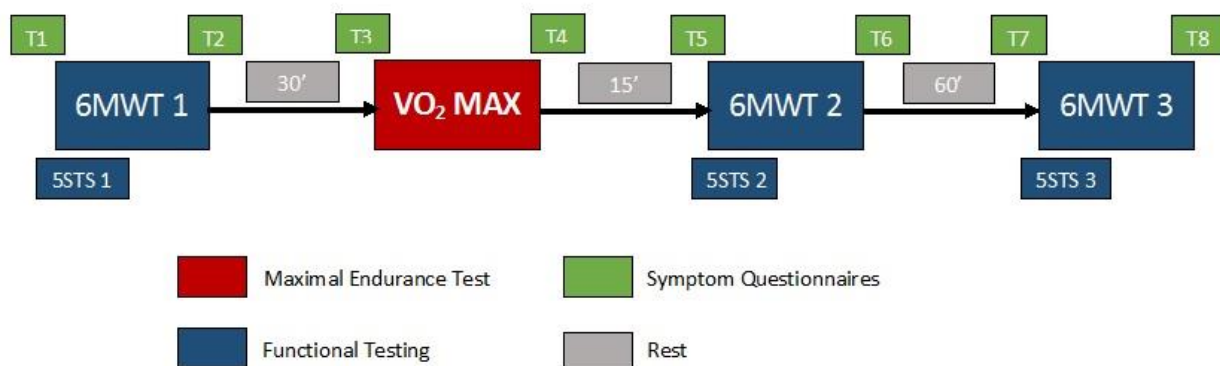 T1 T2 T3 T4 T5 T6 T7 T8
30’ 15’ 60’
6MWT 1 VO₂ MAX 6MWT 2 6MWT 3
5STS 1 5STS 2 5STS 3
Maximal Endurance Test Symptom Questionnaires
Functional Testing Rest